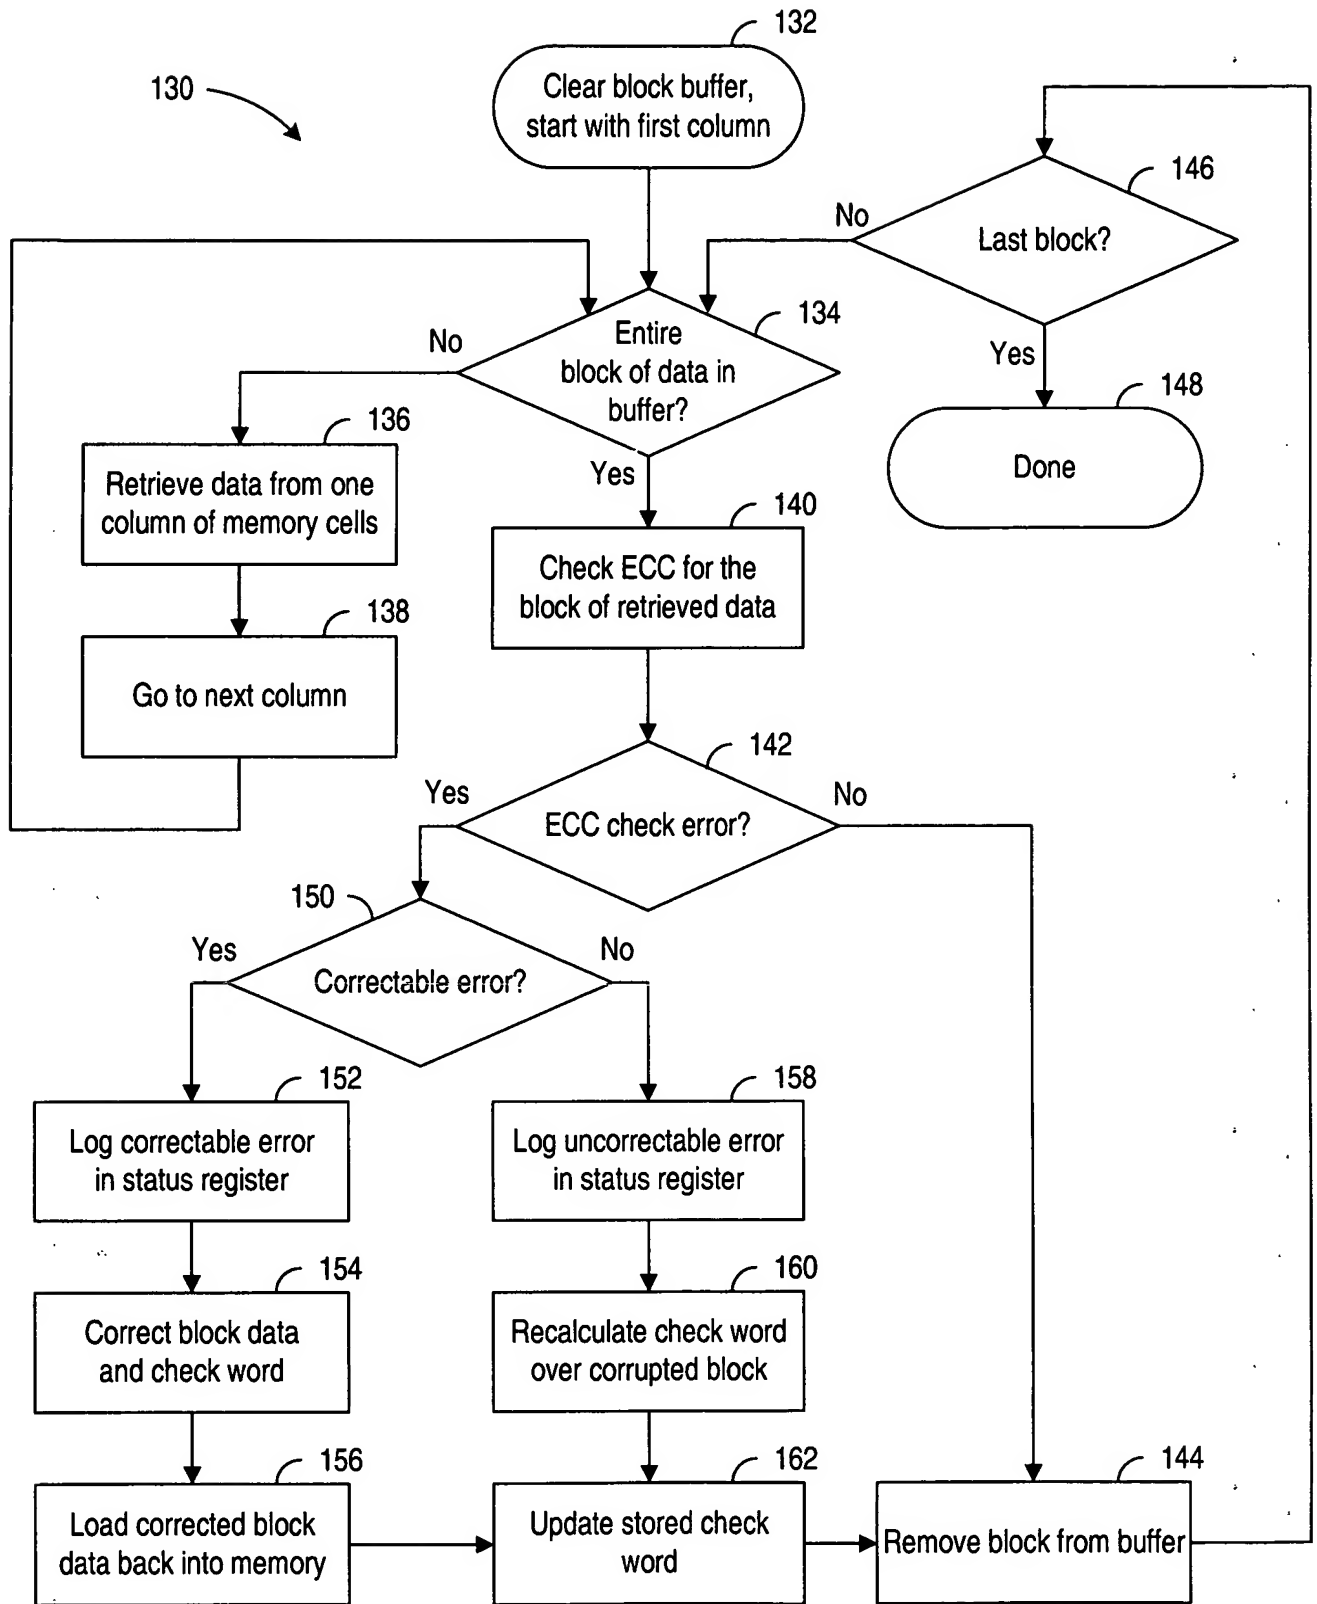 132
130
Clear block buffer,
start with first column
146
No
Last block?
134
No
Entire
block of data in
buffer?
Yes
148
136
Done
Yes
140
Retrieve data from one
column of memory cells
Check ECC for the
block of retrieved data
138
Go to next column
142
Yes
No
ECC check error?
150
Yes
No
Correctable error?
152
158
Log correctable error
in status register
Log uncorrectable error
in status register
154
160
Correct block data
and check word
Recalculate check word
over corrupted block
156
162
144
Load corrected block
data back into memory
Update stored check
word
Remove block from buffer